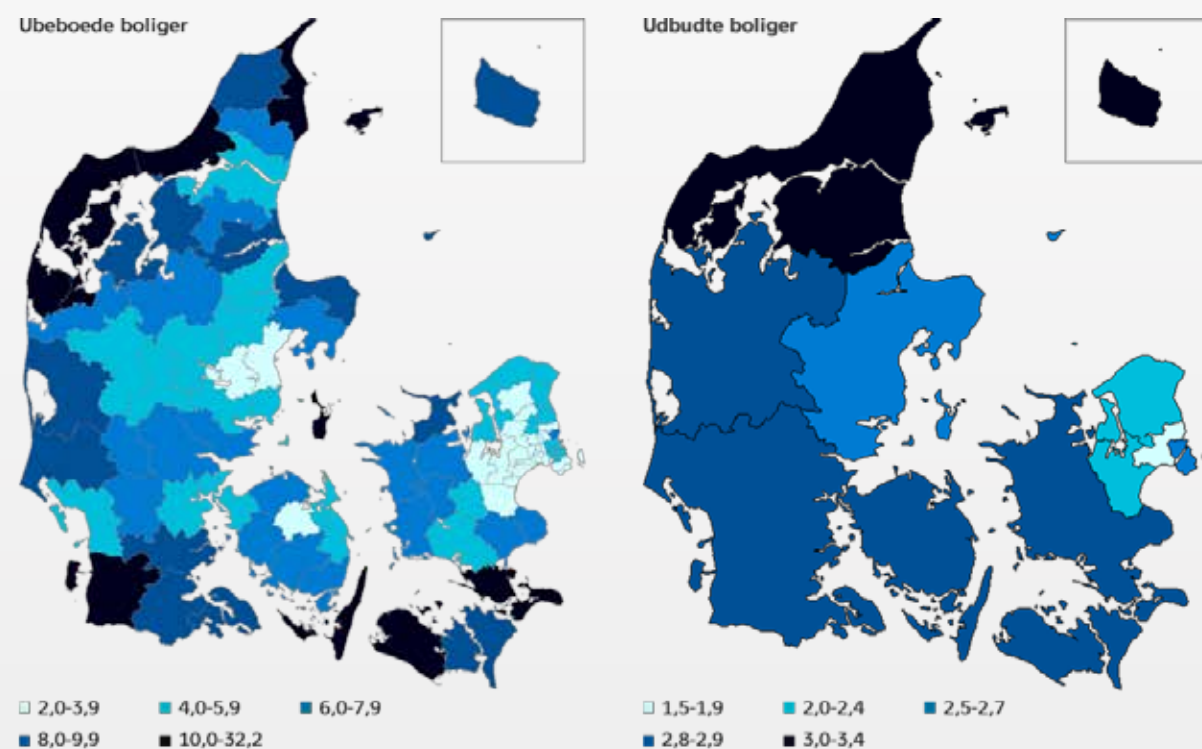 Ubeboede boliger
2,0-3,9 4,0-5,9 6,0-7,9
8,0-9,9 10,0-32,2
Udbudte boliger
1,5-1,9 2,0-2,4 2,5-2,7
2,8-2,9 3,0-3,4